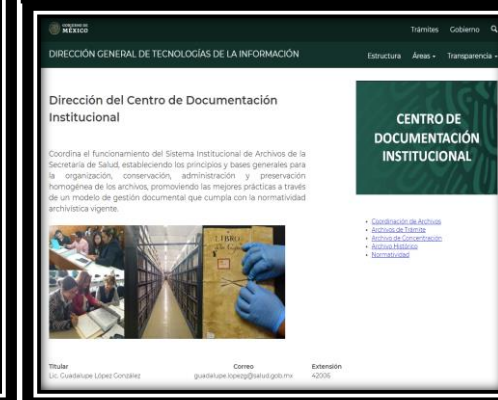 GOBIERNO DE
MÉXICO
Trámites Gobierno
DIRECCIÓN GENERAL DE TECNOLOGÍAS DE LA INFORMACIÓN
Estructura Áreas Transparencia
Dirección del Centro de Documentación
Institucional
Coordina el funcionamiento del Sistema Institucional de Archivos de la
Secretaría de Salud, estableciendo los principios y bases generales para
la organización, conservación, administración y preservación
homogénea de los archivos, promoviendo las mejores prácticas a través
de un modelo de gestión documental que cumpla con la normatividad
archivística vigente.
CENTRO DE
DOCUMENTACIÓN
INSTITUCIONAL
Coordinación de Archivos
Archivos de Trámite
Archivo de Concentración
Archivo Histórico
Normatividad
LIBRO
Titular
Correo
Extensión
Lic. Guadalupe López González
guadalupe.lopezg@salud.gob.mx
42006